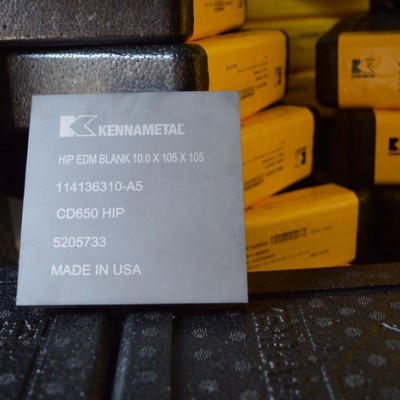 KENNAMETAL
HIP EDM BLANK 10.0 X 105 X 105
114136310-A5
CD650 HIP
5205733
MADE IN USA